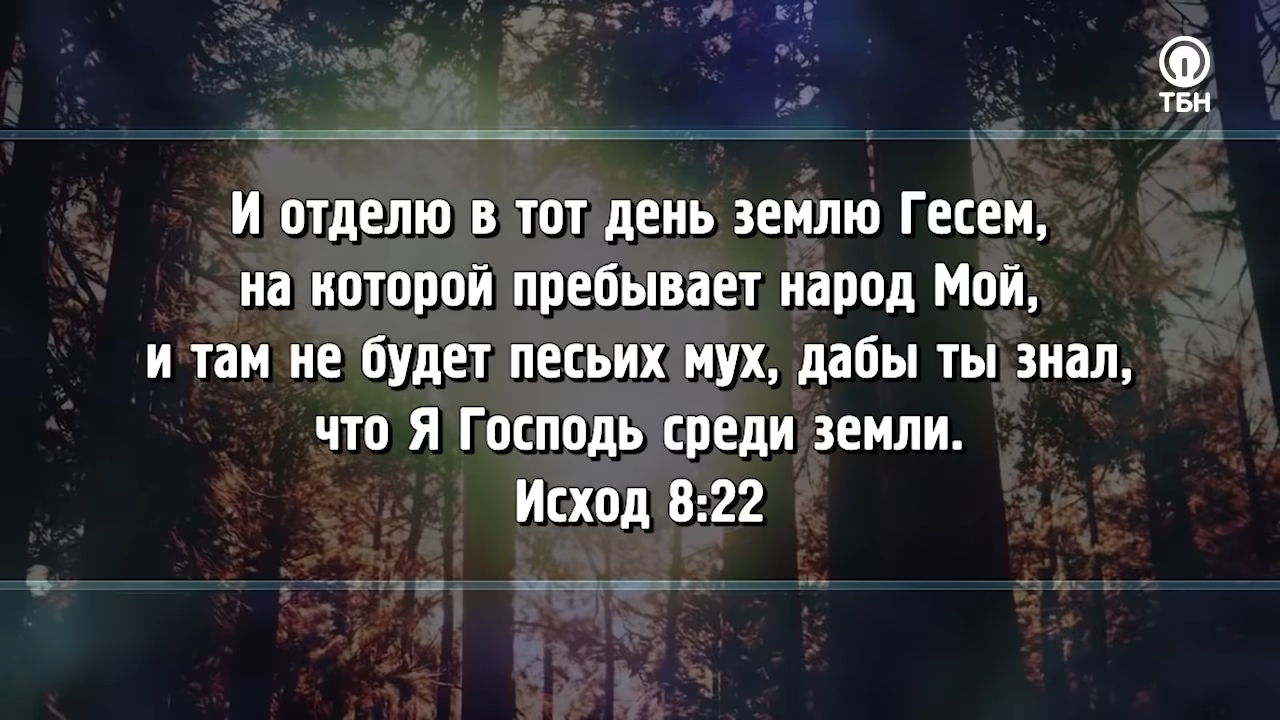 ТБН
И отделю в тот день землю Гесем,
на которой пребывает народ Мой,
и там не будет песьих мух, дабы ты знал,
что Я Господь среди земли.
Исход 8:22